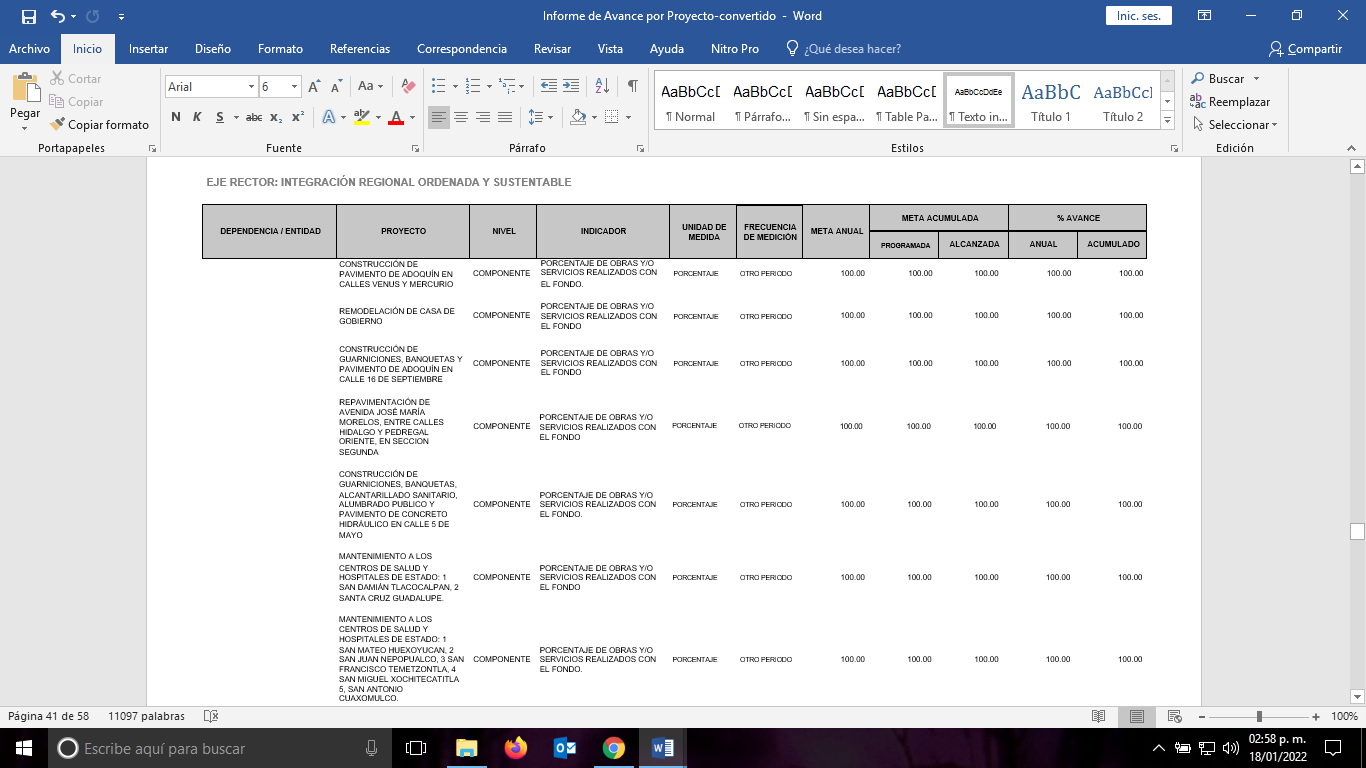 Informe de Avance por Proyecto-convertido - Word
Inic. ses.
Archivo Inicio Insertar Diseño Formato Referencias Correspondencia Revisar Vista Ayuda Nitro Pro ¿Qué desea hacer? Compartir
Pegar
Cortar
Copiar
Copiar formato
Portapapeles
Arial 6
N K S abc x₂ x²
Fuente
Párrafo
AaBbCcI AaBbCcI AaBbCcI AaBbCcI AaBbCcDdEe AaBbC AaBbCcI
¶ Normal ¶ Párrafo... ¶ Sin espa... ¶ Table Pa... ¶ Texto in... Título 1 Título 2
Estilos
Buscar
Reemplazar
Seleccionar
Edición
EJE RECTOR: INTEGRACIÓN REGIONAL ORDENADA Y SUSTENTABLE
DEPENDENCIA / ENTIDAD
PROYECTO
NIVEL
INDICADOR
UNIDAD DE
MEDIDA
FRECUENCIA
DE MEDICIÓN
META ANUAL
META ACUMULADA
PROGRAMADA ALCANZADA
% AVANCE
ANUAL ACUMULADO
CONSTRUCCIÓN DE
PAVIMENTO DE ADOQUÍN EN
CALLES VENUS Y MERCURIO
COMPONENTE
PORCENTAJE DE OBRAS Y/O
SERVICIOS REALIZADOS CON
EL FONDO.
PORCENTAJE OTRO PERIODO 100.00 100.00 100.00 100.00 100.00
REMODELACIÓN DE CASA DE
GOBIERNO
COMPONENTE
PORCENTAJE DE OBRAS Y/O
SERVICIOS REALIZADOS CON
EL FONDO
PORCENTAJE OTRO PERIODO 100.00 100.00 100.00 100.00 100.00
CONSTRUCCIÓN DE
GUARNICIONES, BANQUETAS Y
PAVIMENTO DE ADOQUÍN EN
CALLE 16 DE SEPTIEMBRE
COMPONENTE
PORCENTAJE DE OBRAS Y/O
SERVICIOS REALIZADOS CON
EL FONDO
PORCENTAJE OTRO PERIODO 100.00 100.00 100.00 100.00 100.00
REPAVIMENTACIÓN DE
AVENIDA JOSÉ MARÍA
MORELOS, ENTRE CALLES
HIDALGO Y PEDREGAL
ORIENTE, EN SECCION
SEGUNDA
COMPONENTE
PORCENTAJE DE OBRAS Y/O
SERVICIOS REALIZADOS CON
EL FONDO
PORCENTAJE OTRO PERIODO 100.00 100.00 100.00 100.00 100.00
CONSTRUCCIÓN DE
GUARNICIONES, BANQUETAS,
ALCANTARILLADO SANITARIO,
ALUMBRADO PUBLICO Y
PAVIMENTO DE CONCRETO
HIDRÁULICO EN CALLE 5 DE
MAYO
COMPONENTE
PORCENTAJE DE OBRAS Y/O
SERVICIOS REALIZADOS CON
EL FONDO.
PORCENTAJE OTRO PERIODO 100.00 100.00 100.00 100.00 100.00
MANTENIMIENTO A LOS
CENTROS DE SALUD Y
HOSPITALES DE ESTADO: 1
SAN DAMIÁN TLACOCALPAN, 2
SANTA CRUZ GUADALUPE.
COMPONENTE
PORCENTAJE DE OBRAS Y/O
SERVICIOS REALIZADOS CON
EL FONDO
PORCENTAJE OTRO PERIODO 100.00 100.00 100.00 100.00 100.00
MANTENIMIENTO A LOS
CENTROS DE SALUD Y
HOSPITALES DE ESTADO: 1
SAN MATEO HUEXOYUCAN, 2
SAN JUAN NEPOPUALCO, 3 SAN
FRANCISCO TEMETZONTLA, 4
SAN MIGUEL XOCHITECATITLA
5, SAN ANTONIO
CUAXOMULCO.
COMPONENTE
PORCENTAJE DE OBRAS Y/O
SERVICIOS REALIZADOS CON
EL FONDO.
PORCENTAJE OTRO PERIODO 100.00 100.00 100.00 100.00 100.00
Página 41 de 58 11097 palabras 100%
Escribe aquí para buscar
02:58 p. m.
18/01/2022